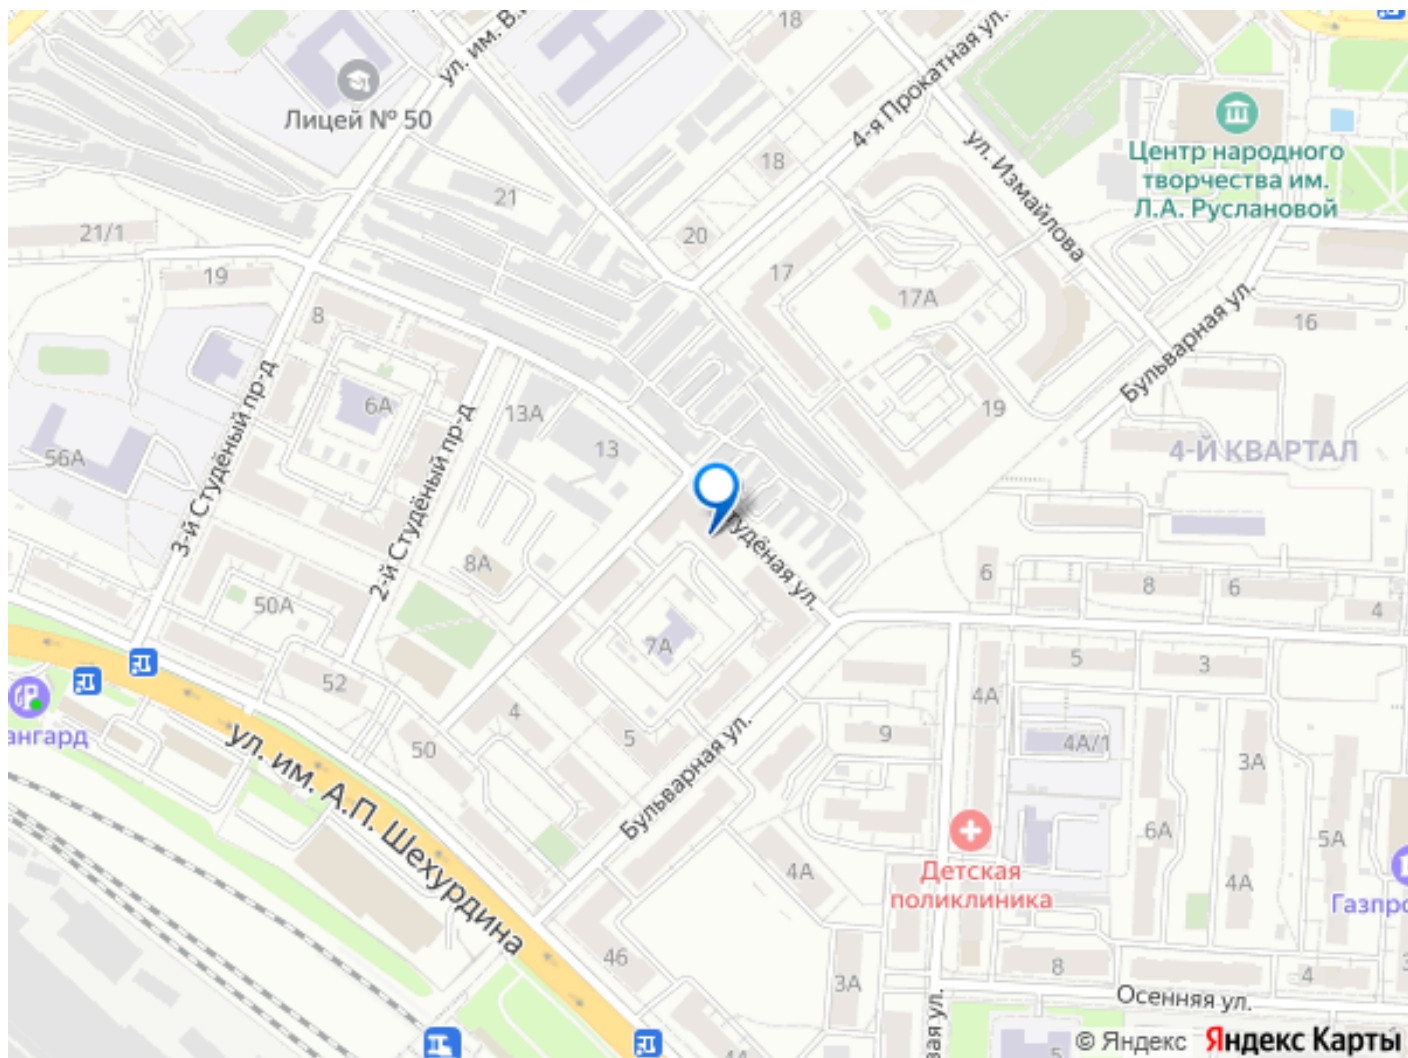 18
ул. им. В.
4-я Прокатная ул.
Лицей № 50
ул. Измайлова
Центр народного
творчества им.
Л.А. Руслановой
18
21
20
21/1
19
17
17А
Бульварная ул.
16
8
6А
3-й Студёный пр-д
2-й Студёный пр-д
13А
13
19
4-Й КВАРТАЛ
56А
Студёная ул.
8А
6
8
6
4
50А
7А
5
3
52
4
4А
50
5
9
4А/1
3А
ангард
ул. им. А.П. Шехурдина
Бульварная ул.
6А
5А
4А
4А
Детская
поликлиника
Газпро
46
3А
8
4
3
Осенняя ул.
вая ул.
5
© Яндекс Яндекс Карты